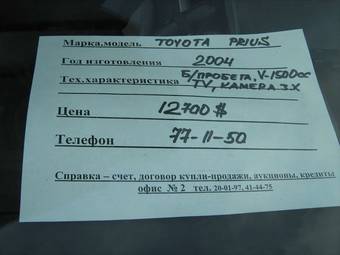 Марка, модель TOYOTA PRIUS
Год изготовления 2004
Тех.характеристика Б/ПРОБЕГА, V-1500cc
TV, КАМЕРА З.Х
Цена 12700 $
Телефон 77-11-50
Справка – счет, договор купли-продажи, аукционы, кредиты
офис № 2 тел. 20-01-97, 41-44-75